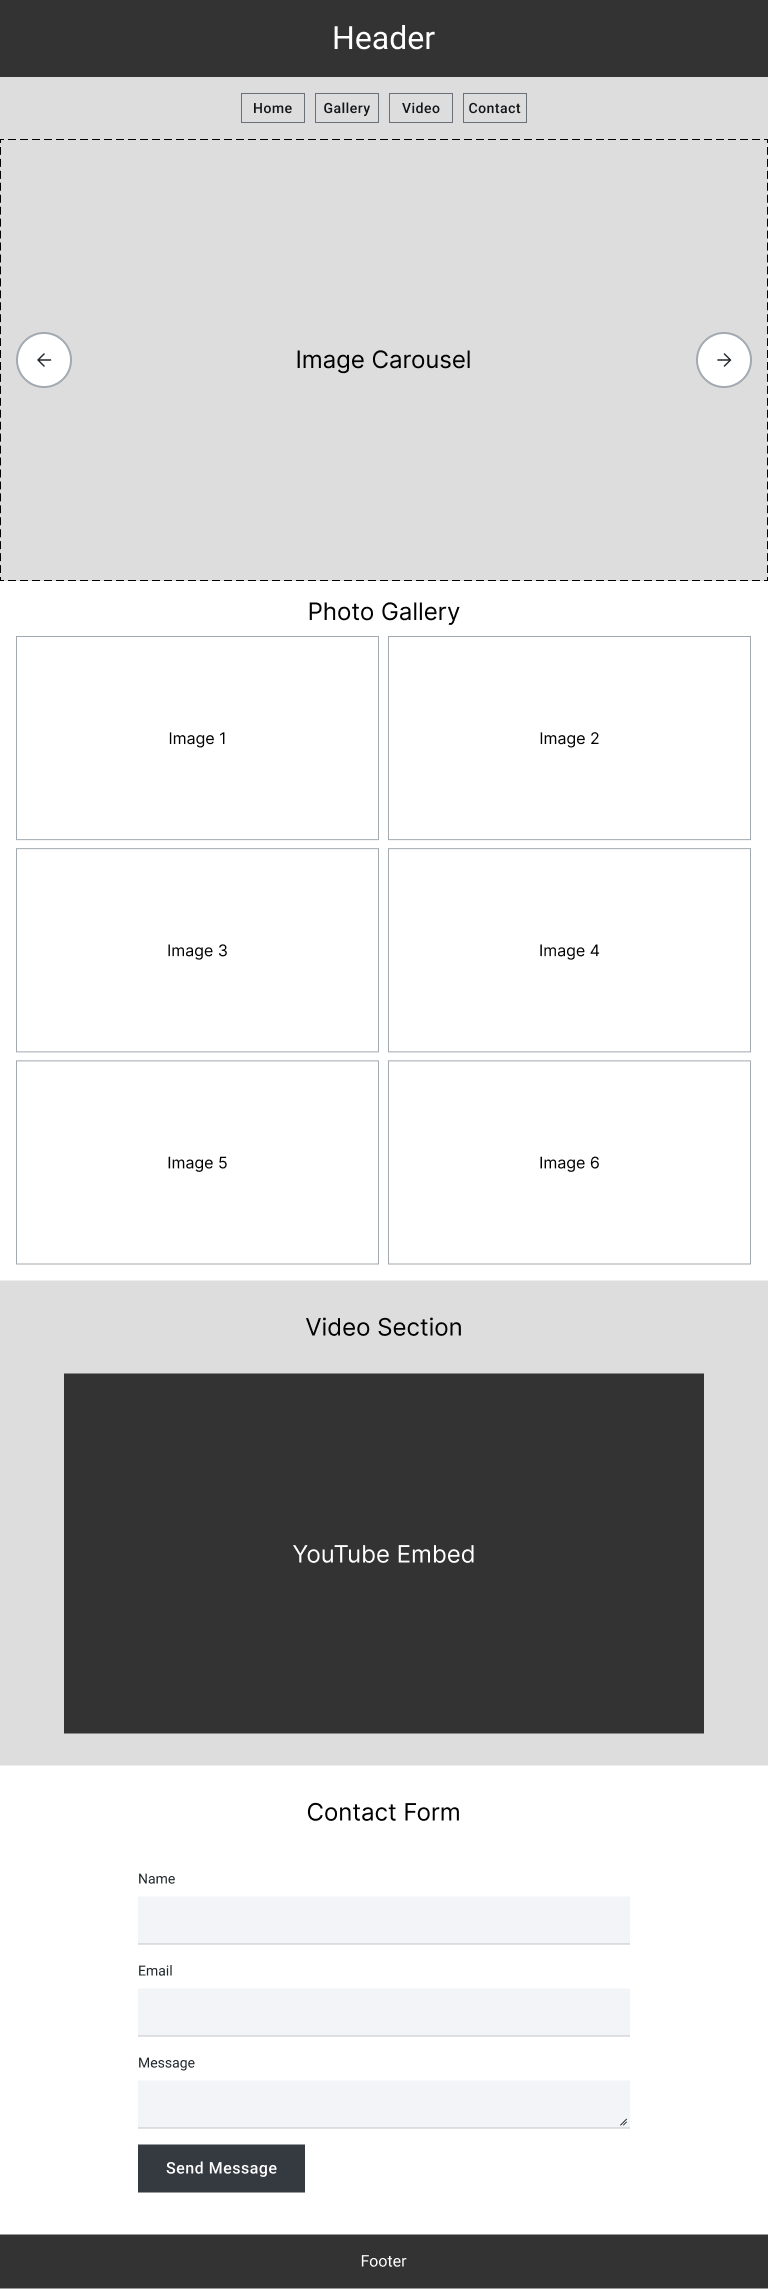 Header
Home Gallery Video Contact
Image Carousel
Photo Gallery
Image 1 Image 2
Image 3 Image 4
Image 5 Image 6
Video Section
YouTube Embed
Contact Form
Name
Email
Message
Send Message
Footer